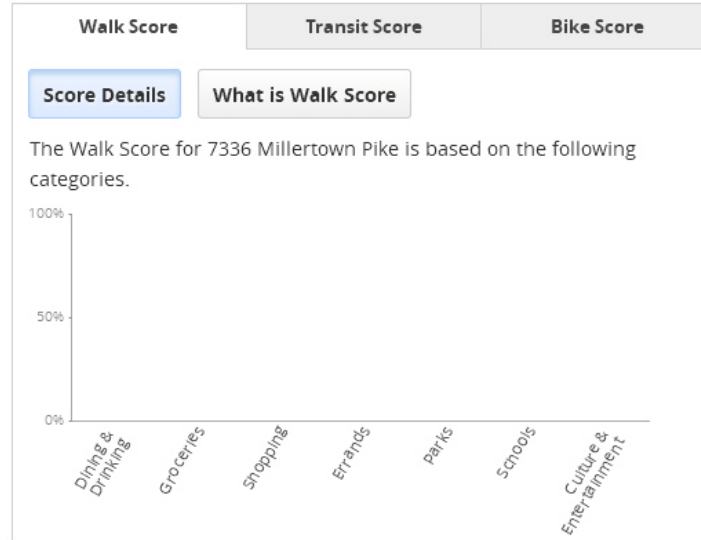 Walk Score
Transit Score
Bike Score
Score Details
What is Walk Score
The Walk Score for 7336 Millertown Pike is based on the following
categories.
100%
50%
0%
Dining &
Drinking
Groceries
Shopping
Errands
Parks
Schools
Culture &
Entertainment